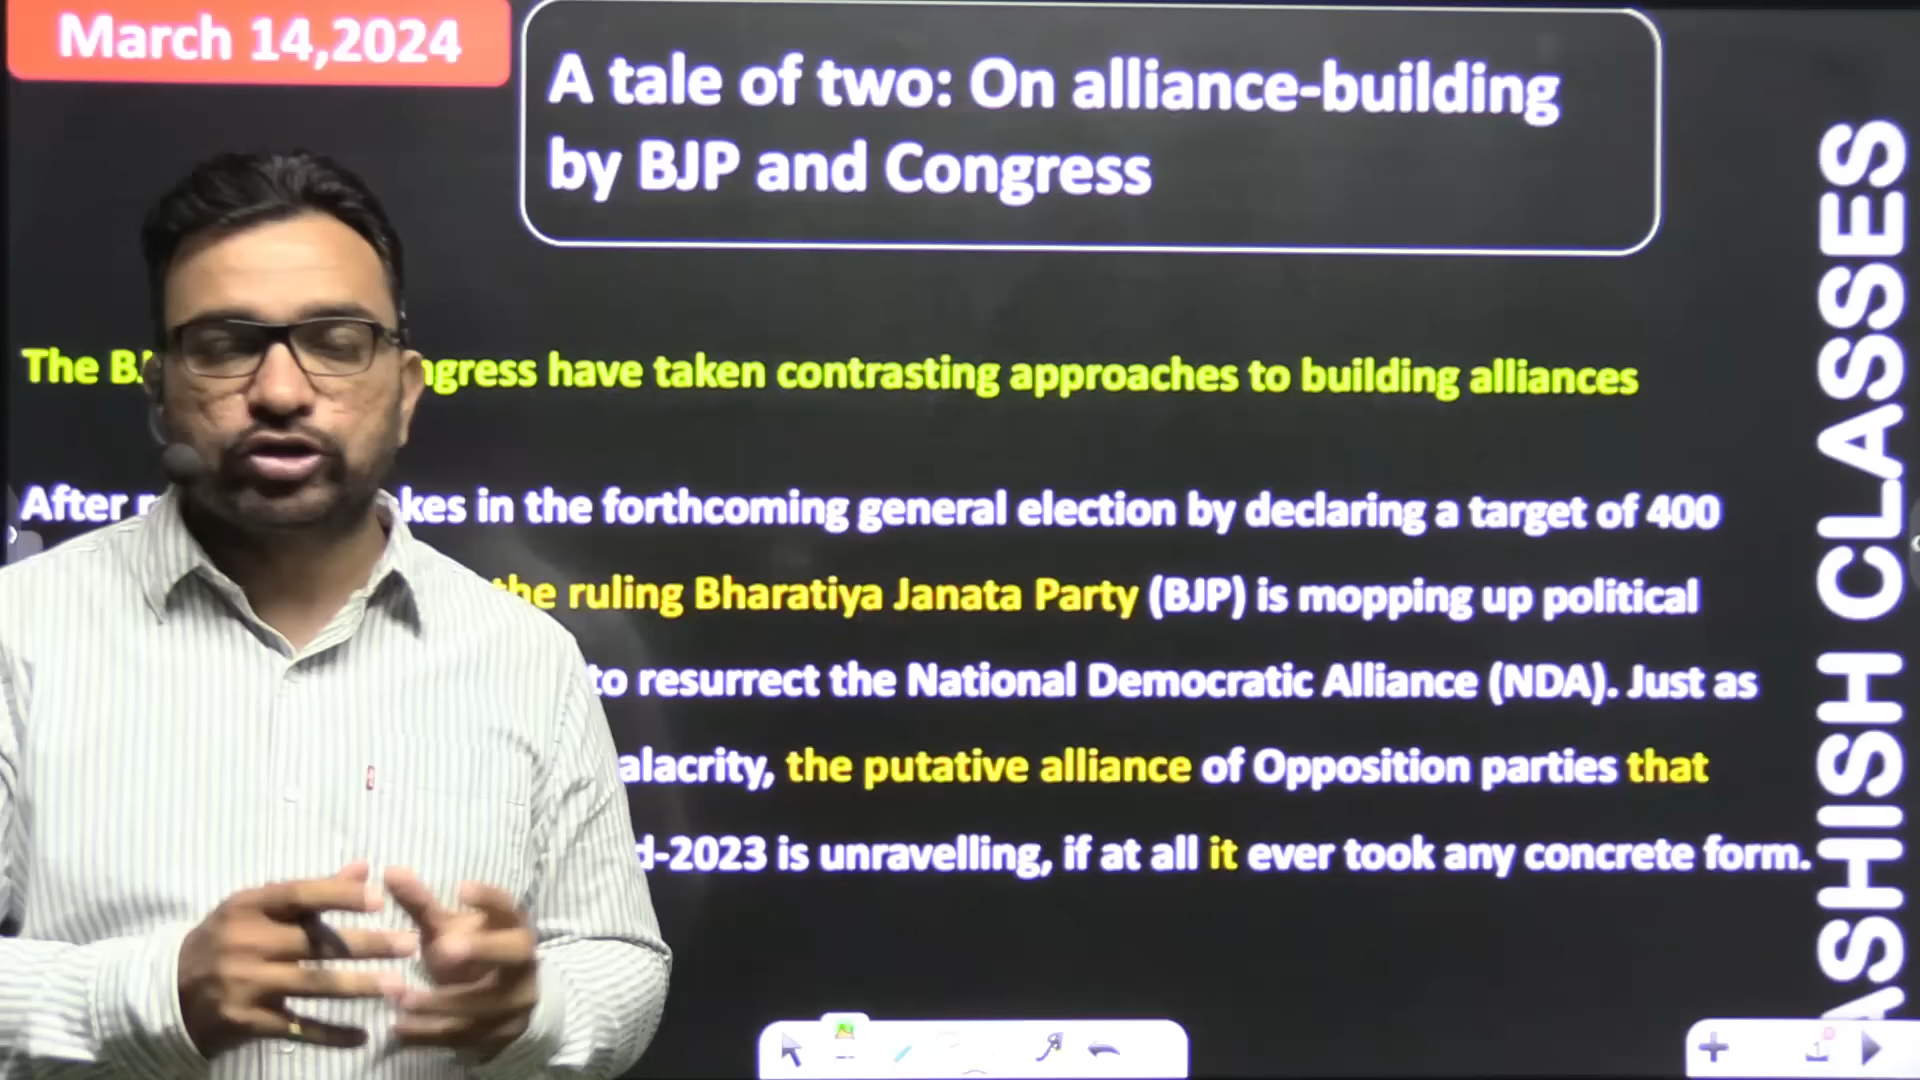 March 14,2024
A tale of two: On alliance-building
by BJP and Congress
The ngress have taken contrasting approaches to building alliances
After kes in the forthcoming general election by declaring a target of 400
the ruling Bharatiya Janata Party (BJP) is mopping up political
to resurrect the National Democratic Alliance (NDA). Just as
alacrity, the putative alliance of Opposition parties that
d-2023 is unravelling, if at all it ever took any concrete form.
ASHISH CLASSES